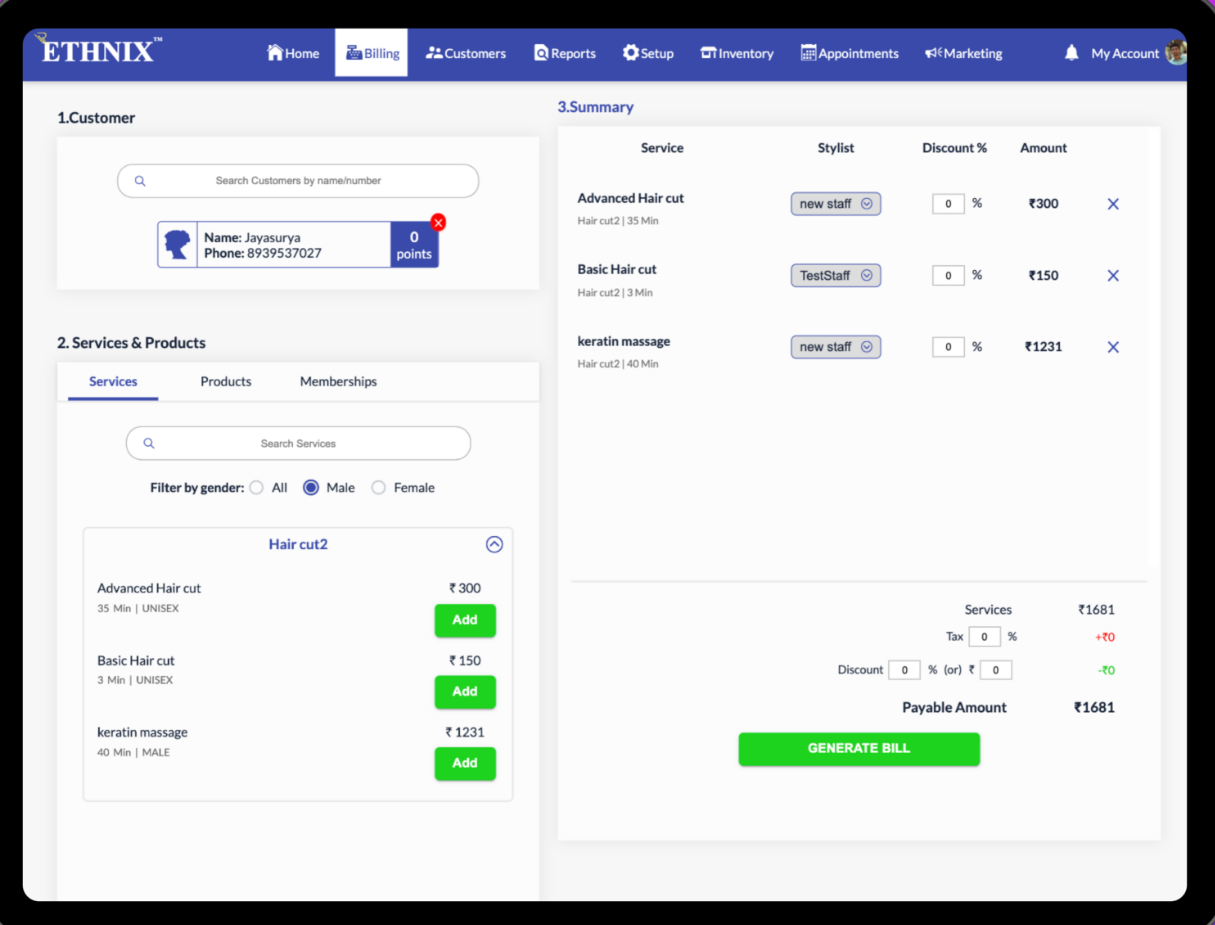 ETHNIX™
Home
Billing
Customers
Reports
Setup
Inventory
Appointments
Marketing
My Account
1.Customer
Search Customers by name/number
Name: Jayasurya
Phone: 8939537027
0
points
2. Services & Products
Services
Products
Memberships
Search Services
Filter by gender: All Male Female
Hair cut2
Advanced Hair cut ₹ 300
35 Min | UNISEX
Add
Basic Hair cut ₹ 150
3 Min | UNISEX
Add
keratin massage ₹ 1231
40 Min | MALE
Add
3.Summary
Service Stylist Discount % Amount
Advanced Hair cut new staff 0 % ₹300
Hair cut2 | 35 Min
Basic Hair cut TestStaff 0 % ₹150
Hair cut2 | 3 Min
keratin massage new staff 0 % ₹1231
Hair cut2 | 40 Min
Services ₹1681
Tax 0 % +₹0
Discount 0 % (or) ₹ 0 -₹0
Payable Amount ₹1681
GENERATE BILL